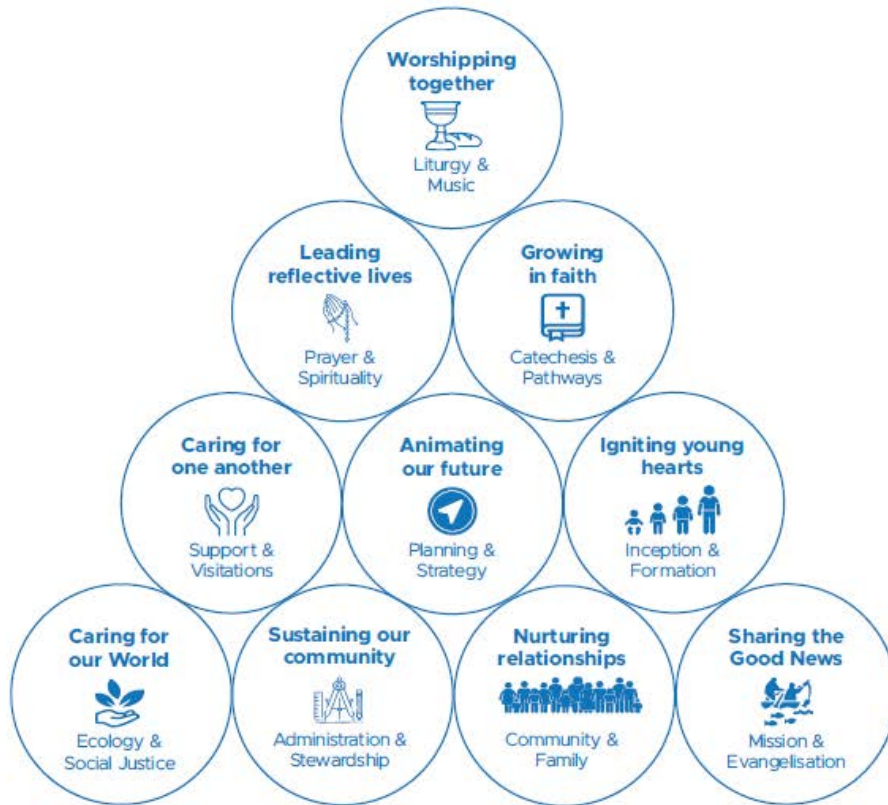 Worshipping
together
Liturgy &
Music
Leading
reflective lives
Prayer &
Spirituality
Growing
in faith
Catechesis &
Pathways
Caring for
one another
Support &
Visitations
Animating
our future
Planning &
Strategy
Igniting young
hearts
Inception &
Formation
Caring for
our World
Ecology &
Social Justice
Sustaining our
community
Administration &
Stewardship
Nurturing
relationships
Community &
Family
Sharing the
Good News
Mission &
Evangelisation